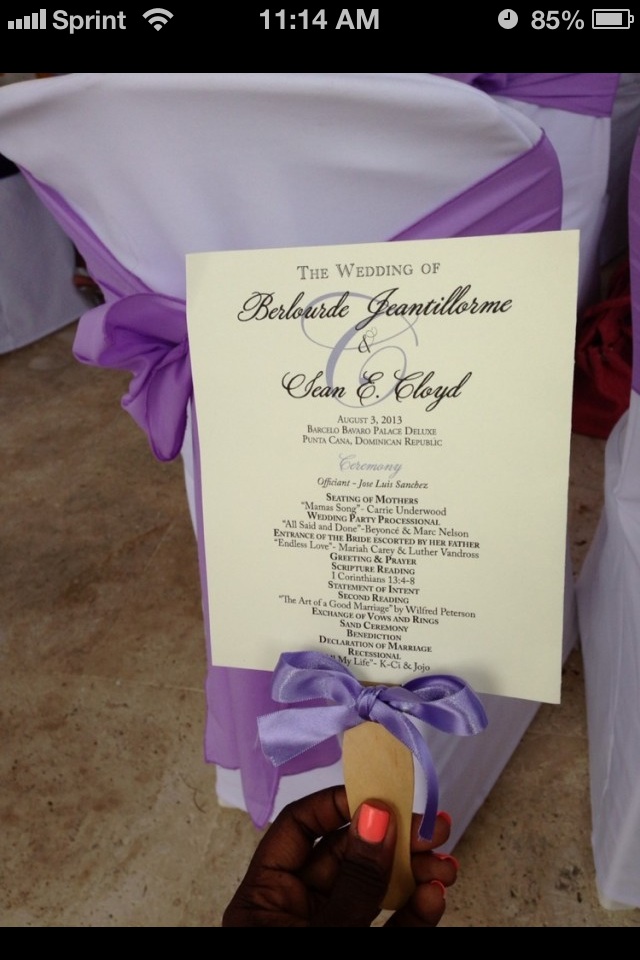 Sprint 11:14 AM 85%
THE WEDDING OF
Berlourde Jeantillorme
&
Sean E. Cloyd
AUGUST 3, 2013
BARCELO BAVARO PALACE DELUXE
PUNTA CANA, DOMINICAN REPUBLIC
Ceremony
Officiant ~ Jose Luis Sanchez
SEATING OF MOTHERS
"Mamas Song"- Carrie Underwood
WEDDING PARTY PROCESSIONAL
"All Said and Done"-Beyoncé & Marc Nelson
ENTRANCE OF THE BRIDE ESCORTED BY HER FATHER
"Endless Love"- Mariah Carey & Luther Vandross
GREETING & PRAYER
SCRIPTURE READING
1 Corinthians 13:4-8
STATEMENT OF INTENT
SECOND READING
"The Art of a Good Marriage" by Wilfred Peterson
EXCHANGE OF VOWS AND RINGS
SAND CEREMONY
BENEDICTION
DECLARATION OF MARRIAGE
RECESSIONAL
My Life"- K-Ci & Jojo